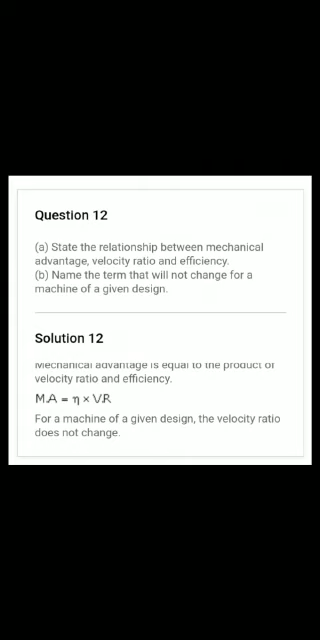 Question 12
(a) State the relationship between mechanical
advantage, velocity ratio and efficiency.
(b) Name the term that will not change for a
machine of a given design.
Solution 12
Mechanical advantage is equal to the product of
velocity ratio and efficiency.
M.A = η × V.R
For a machine of a given design, the velocity ratio
does not change.